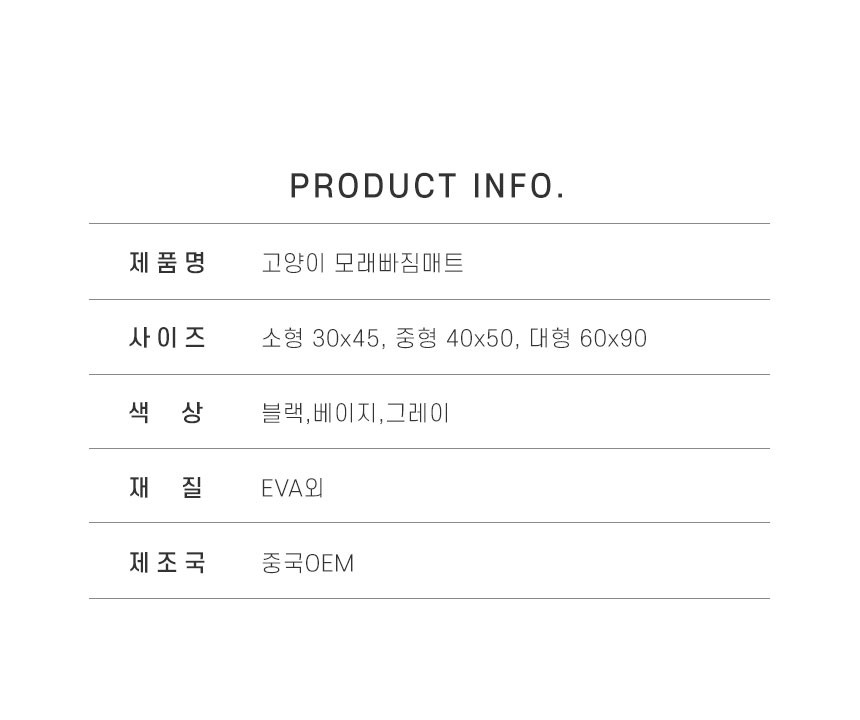 PRODUCT INFO.
제품명 고양이 모래빠짐매트
사이즈 소형 30x45, 중형 40x50, 대형 60x90
색 상 블랙,베이지,그레이
재 질 EVA외
제조국 중국OEM